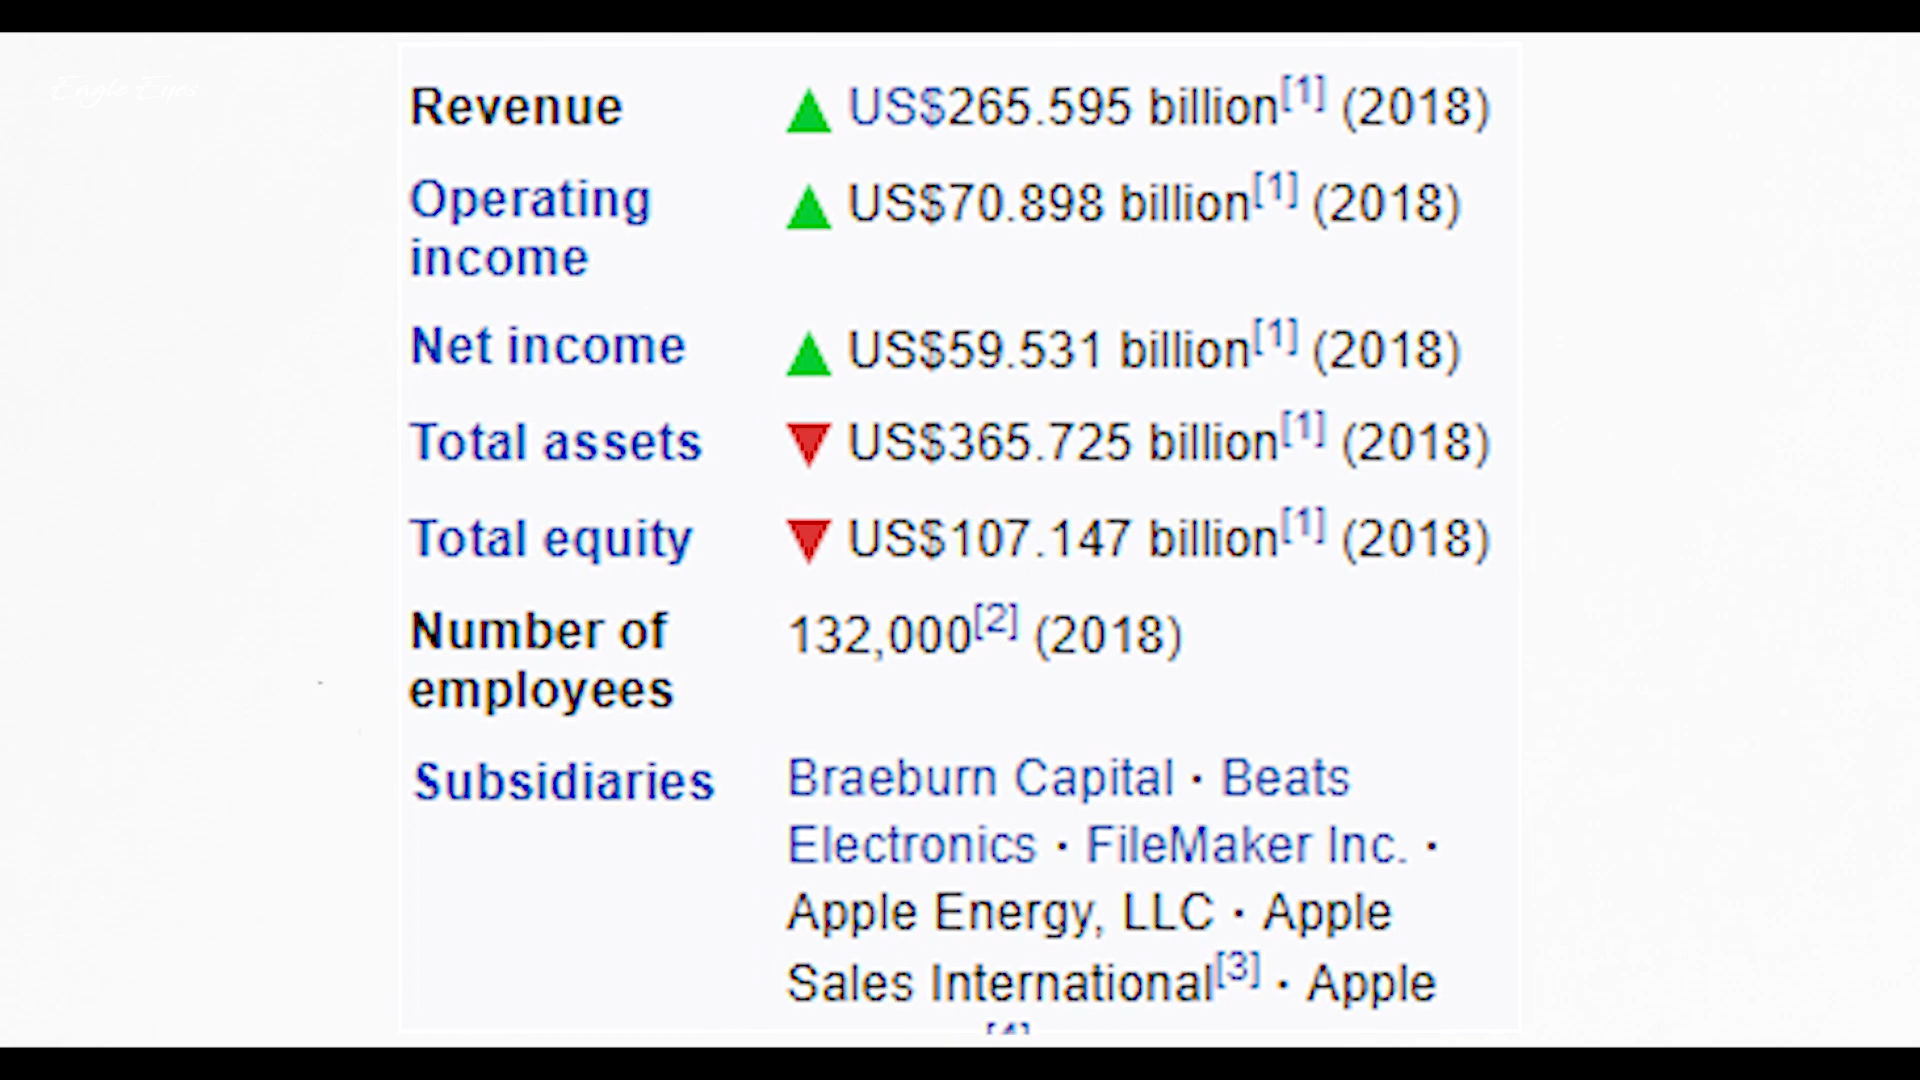 Engle Eyes
Revenue ▲ US$265.595 billion[1] (2018)
Operating income ▲ US$70.898 billion[1] (2018)
Net income ▲ US$59.531 billion[1] (2018)
Total assets ▼ US$365.725 billion[1] (2018)
Total equity ▼ US$107.147 billion[1] (2018)
Number of employees 132,000[2] (2018)
Subsidiaries Braeburn Capital · Beats
Electronics · FileMaker Inc. ·
Apple Energy, LLC · Apple
Sales International[3] · Apple